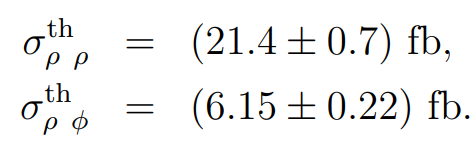 σ^th_ρ ρ = (21.4 ± 0.7) fb,
σ^th_ρ ϕ = (6.15 ± 0.22) fb.